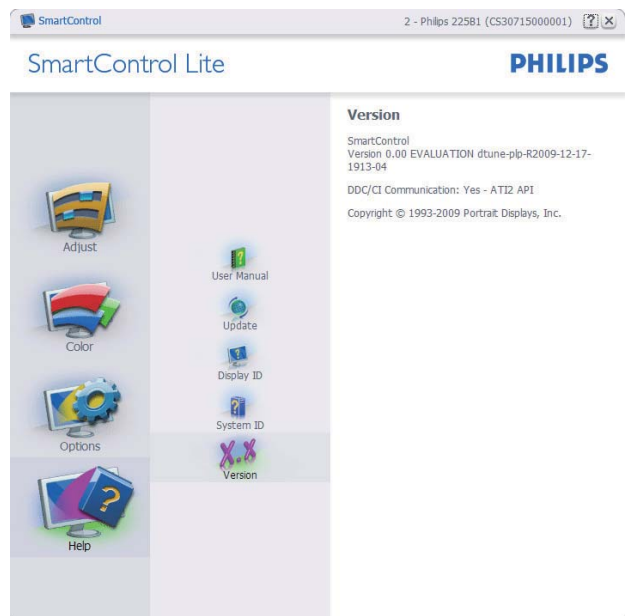 SmartControl
2 - Philips 225B1 (CS30715000001)
?
X
SmartControl Lite
PHILIPS
Adjust
Color
Options
Help
User Manual
Update
Display ID
System ID
X.X
Version
Version
SmartControl
Version 0.00 EVALUATION dtune-plp-R2009-12-17-
1913-04
DDC/CI Communication: Yes - ATI2 API
Copyright © 1993-2009 Portrait Displays, Inc.